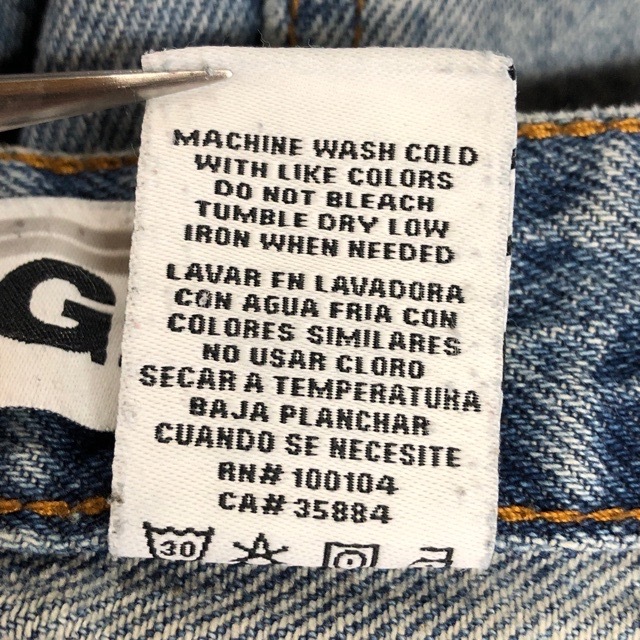 MACHINE WASH COLD
WITH LIKE COLORS
DO NOT BLEACH
TUMBLE DRY LOW
IRON WHEN NEEDED
LAVAR EN LAVADORA
CON AGUA FRIA CON
COLORES SIMILARES
NO USAR CLORO
SECAR A TEMPERATURA
BAJA PLANCHAR
CUANDO SE NECESITE
RN# 100104
CA# 35884
30
G